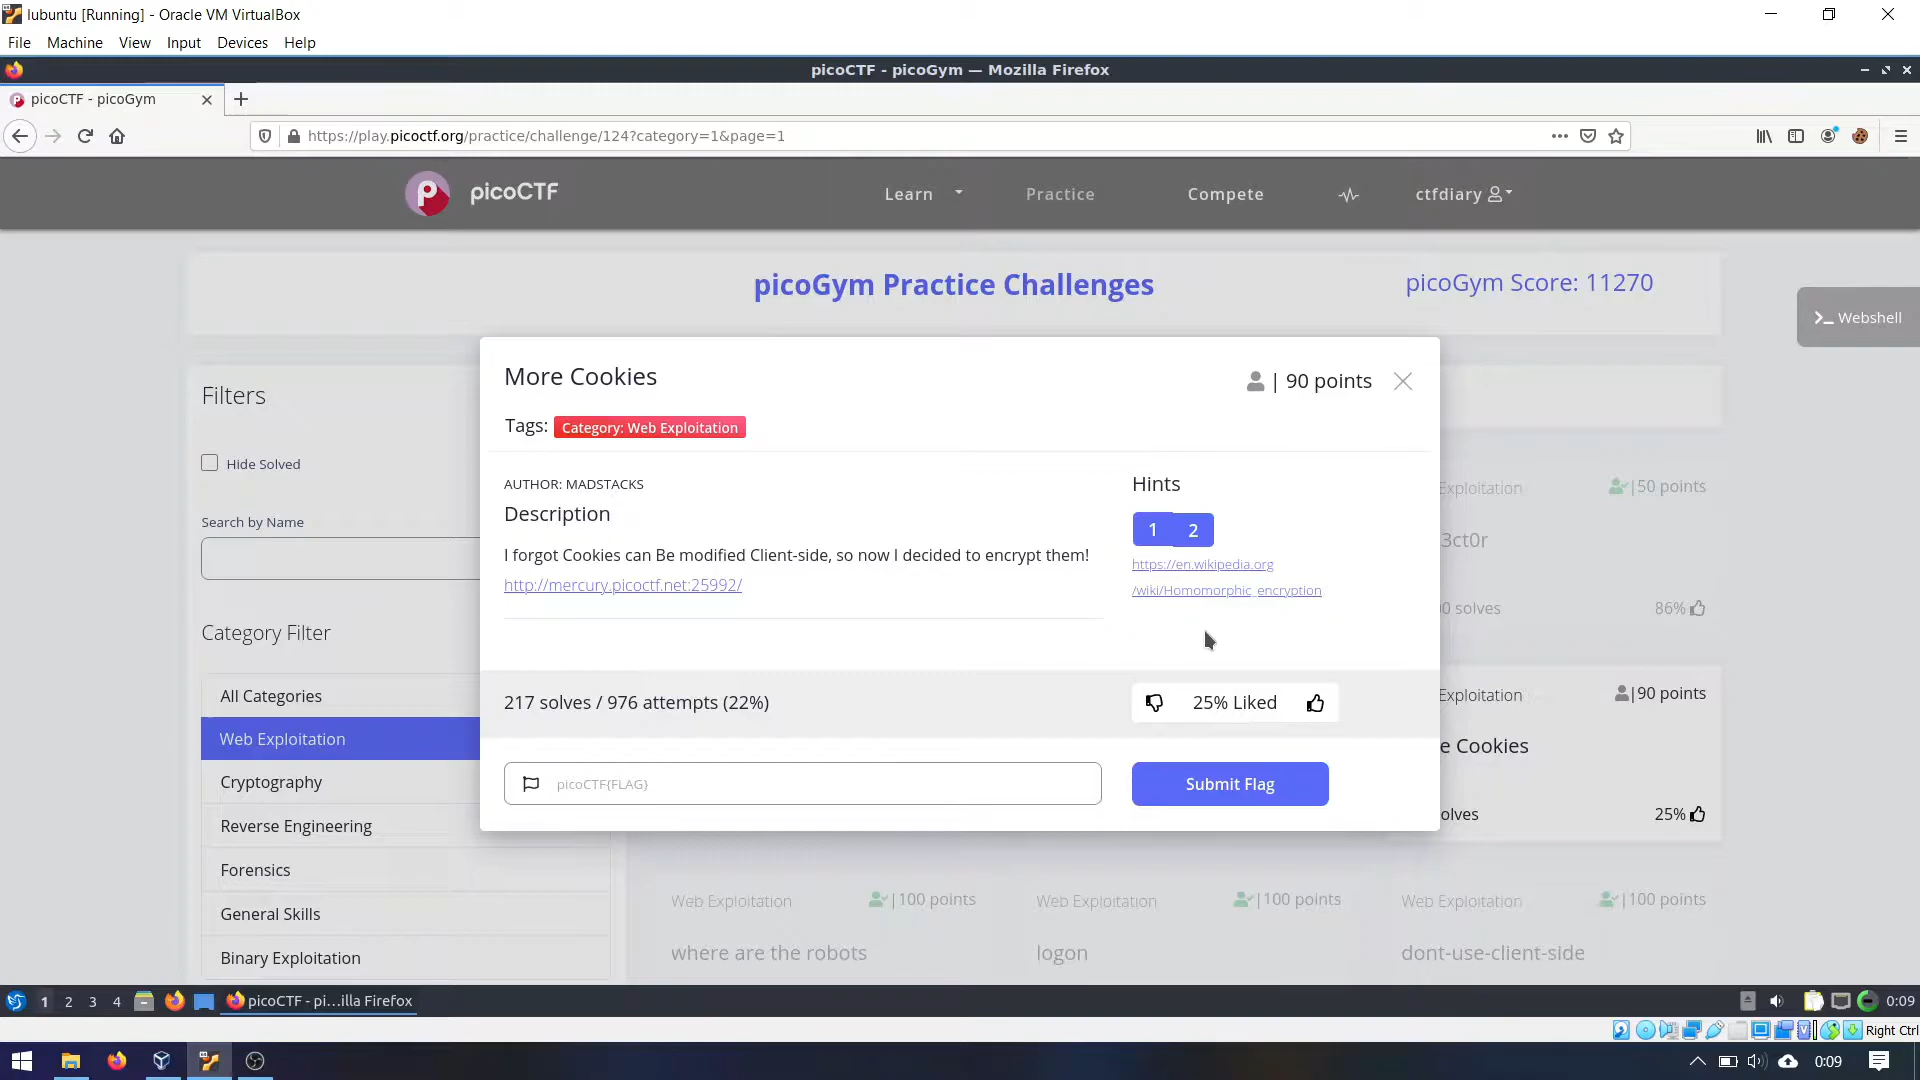 lubuntu [Running] - Oracle VM VirtualBox
File Machine View Input Devices Help
picoCTF - picoGym — Mozilla Firefox
picoCTF - picoGym
https://play.picoctf.org/practice/challenge/124?category=1&page=1
picoCTF
Learn Practice Compete ctfdiary
picoGym Practice Challenges
picoGym Score: 11270
Webshell
Filters
Hide Solved
Search by Name
Category Filter
All Categories
Web Exploitation
Cryptography
Reverse Engineering
Forensics
General Skills
Binary Exploitation
More Cookies
| 90 points
Tags: Category: Web Exploitation
AUTHOR: MADSTACKS
Description
I forgot Cookies can Be modified Client-side, so now I decided to encrypt them!
http://mercury.picoctf.net:25992/
Hints
1 2
https://en.wikipedia.org
/wiki/Homomorphic_encryption
217 solves / 976 attempts (22%)
25% Liked
picoCTF{FLAG}
Submit Flag
Exploitation |50 points
3ct0r
0 solves 86%
Exploitation |90 points
e Cookies
olves 25%
Web Exploitation |100 points
where are the robots
Web Exploitation |100 points
logon
Web Exploitation |100 points
dont-use-client-side
1 2 3 4 picoCTF - pi...illa Firefox 0:09
Right Ctrl
0:09